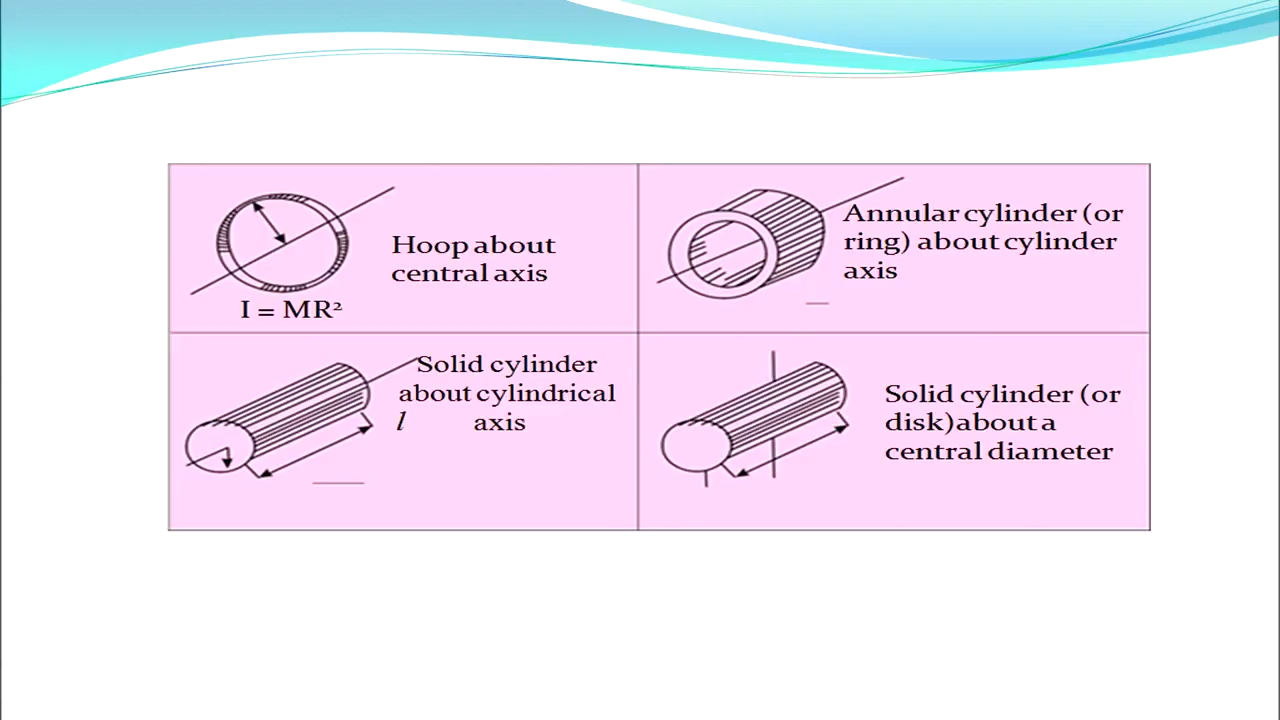 Hoop about
central axis
I = MR²
Annular cylinder (or
ring) about cylinder
axis
Solid cylinder
about cylindrical
l axis
Solid cylinder (or
disk)about a
central diameter